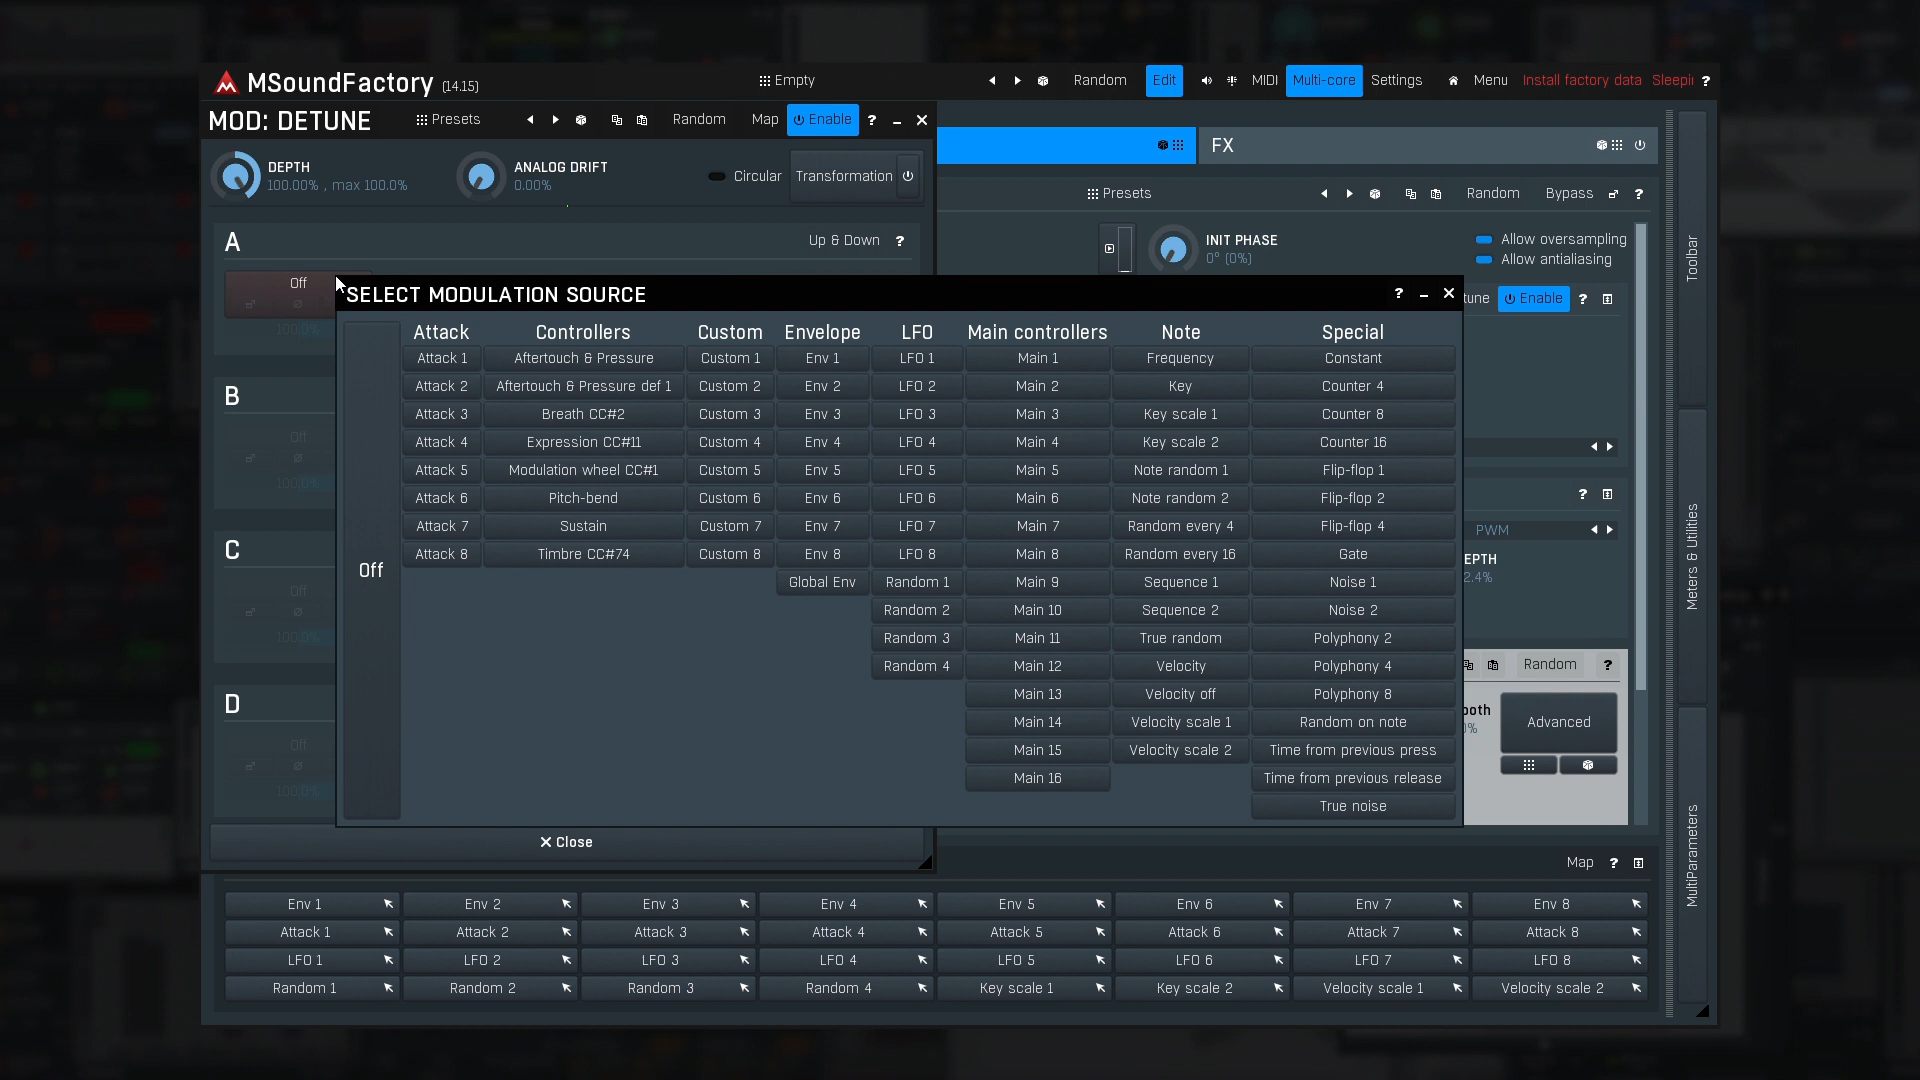 MSoundFactory (14.15)
Empty
Random
Edit
MIDI
Multi-core
Settings
Menu
Install factory data
?
MOD: DETUNE
Presets
Random
Map
Enable
?
FX
DEPTH
100.00% , max 100.0%
ANALOG DRIFT
0.00%
Circular
Transformation
Presets
Random
Bypass
?
A
Up & Down
?
Off
INIT PHASE
0° (0%)
Allow oversampling
Allow antialiasing
Enable
?
SELECT MODULATION SOURCE
?
Off
Attack
Attack 1
Attack 2
Attack 3
Attack 4
Attack 5
Attack 6
Attack 7
Attack 8
Controllers
Aftertouch & Pressure
Aftertouch & Pressure def 1
Breath CC#2
Expression CC#11
Modulation wheel CC#1
Pitch-bend
Sustain
Timbre CC#74
Custom
Custom 1
Custom 2
Custom 3
Custom 4
Custom 5
Custom 6
Custom 7
Custom 8
Envelope
Env 1
Env 2
Env 3
Env 4
Env 5
Env 6
Env 7
Env 8
Global Env
LFO
LFO 1
LFO 2
LFO 3
LFO 4
LFO 5
LFO 6
LFO 7
LFO 8
Random 1
Random 2
Random 3
Random 4
Main controllers
Main 1
Main 2
Main 3
Main 4
Main 5
Main 6
Main 7
Main 8
Main 9
Main 10
Main 11
Main 12
Main 13
Main 14
Main 15
Main 16
Note
Frequency
Key
Key scale 1
Key scale 2
Note random 1
Note random 2
Random every 4
Random every 16
Sequence 1
Sequence 2
True random
Velocity
Velocity off
Velocity scale 1
Velocity scale 2
Special
Constant
Counter 4
Counter 8
Counter 16
Flip-flop 1
Flip-flop 2
Flip-flop 4
Gate
Noise 1
Noise 2
Polyphony 2
Polyphony 4
Polyphony 8
Random on note
Time from previous press
Time from previous release
True noise
B
Off
100.0%
C
Off
100.0%
D
Off
100.0%
?
PWM
Random
?
Advanced
Close
Map
?
Env 1
Env 2
Env 3
Env 4
Env 5
Env 6
Env 7
Env 8
Attack 1
Attack 2
Attack 3
Attack 4
Attack 5
Attack 6
Attack 7
Attack 8
LFO 1
LFO 2
LFO 3
LFO 4
LFO 5
LFO 6
LFO 7
LFO 8
Random 1
Random 2
Random 3
Random 4
Key scale 1
Key scale 2
Velocity scale 1
Velocity scale 2
Toolbar
Meters & Utilities
MultiParameters